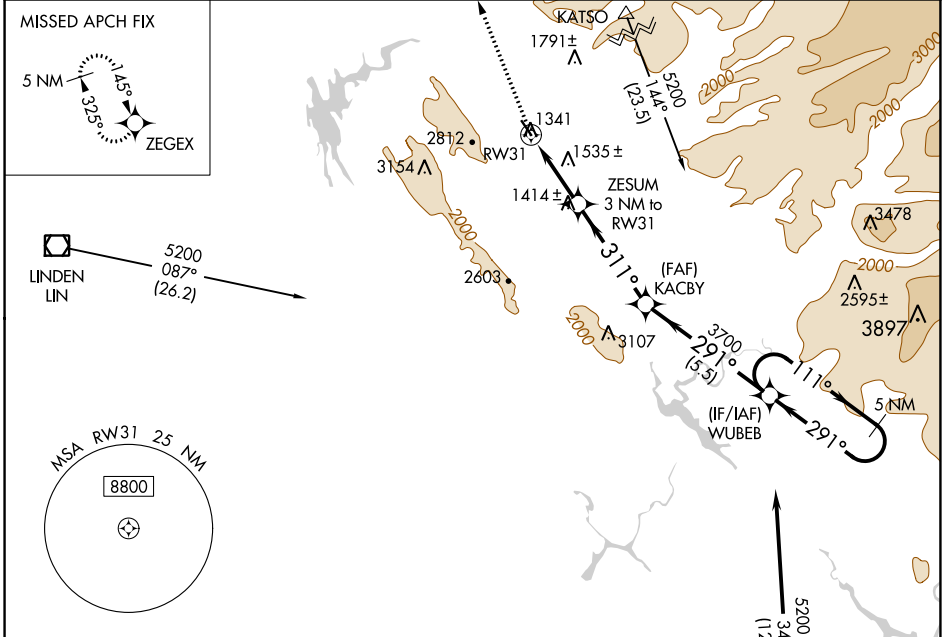 MISSED APCH FIX
5 NM
145°
325°
ZEGEX
KATSO
1791±
5200
144°
(23.5)
2000
3000
2000
1341
RW31
2812
3154
1535±
1414±
ZESUM
3 NM to
RW31
2000
3478
LINDEN
LIN
5200
087°
(26.2)
311°
(FAF)
KACBY
2603
2000
2595±
3897
2000
3107
3700
291°
(5.5)
111°
5 NM
(IF/IAF)
WUBEB
291°
MSA RW31 25 NM
8800
5200